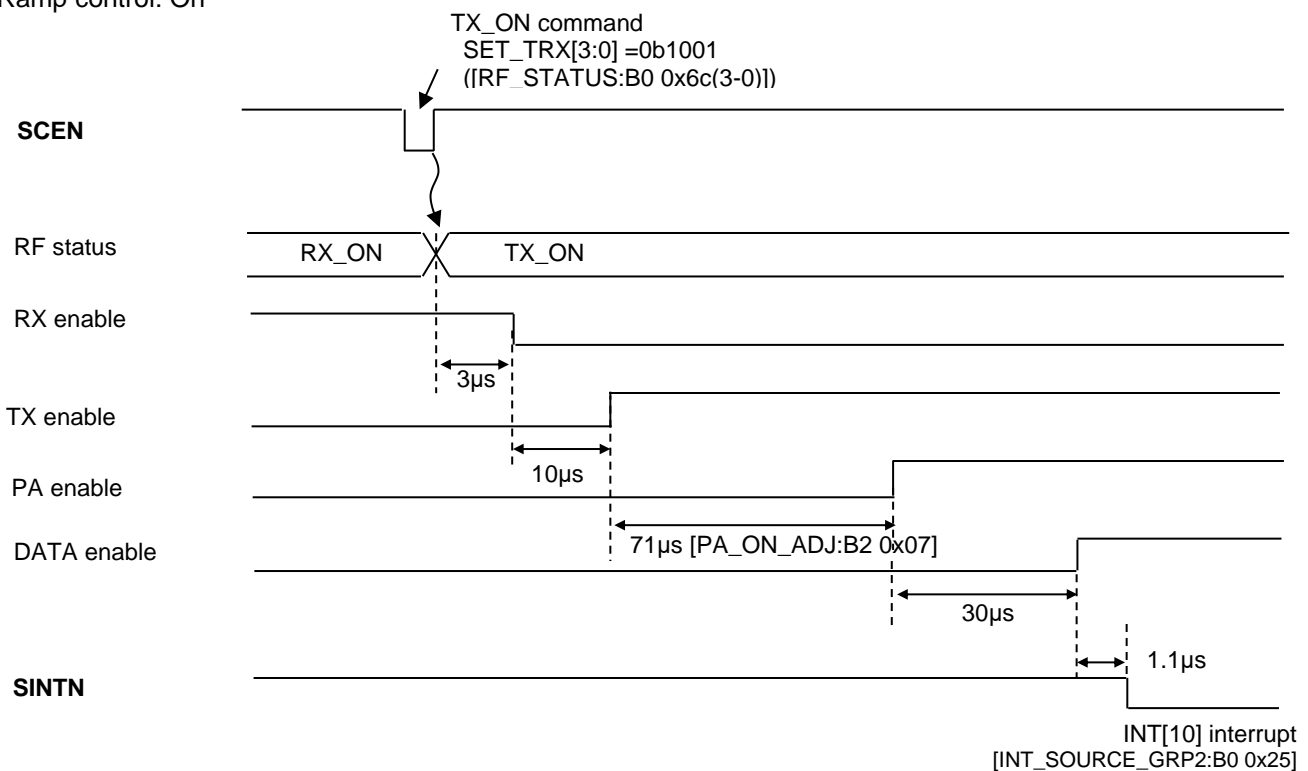 Ramp control: On
TX_ON command
SET_TRX[3:0] =0b1001
([RF_STATUS:B0 0x6c(3-0)])
SCEN
RF status
RX_ON
TX_ON
RX enable
3µs
TX enable
10µs
PA enable
71µs [PA_ON_ADJ:B2 0x07]
DATA enable
30µs
1.1µs
SINTN
INT[10] interrupt
[INT_SOURCE_GRP2:B0 0x25]